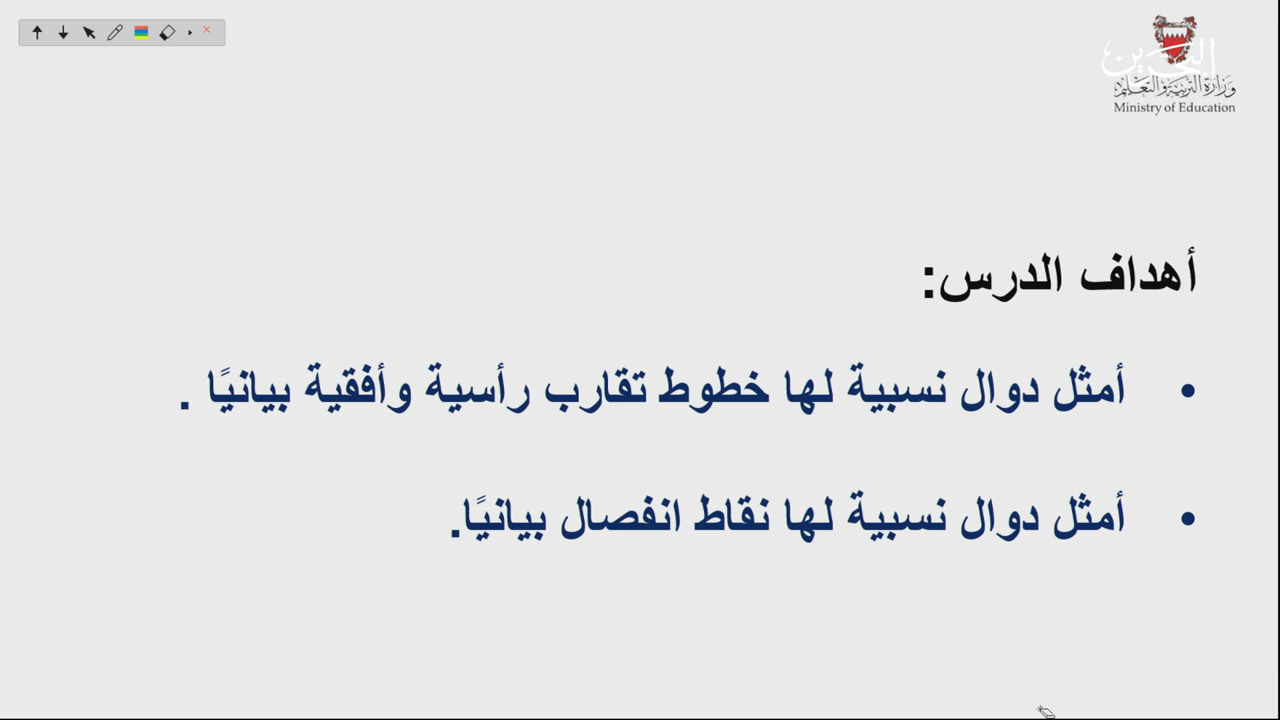 البحرين
وزارة التربية والتعليم
Ministry of Education
أهداف الدرس:
• أمثل دوال نسبية لها خطوط تقارب رأسية وأفقية بيانيًا .
• أمثل دوال نسبية لها نقاط انفصال بيانيًا.